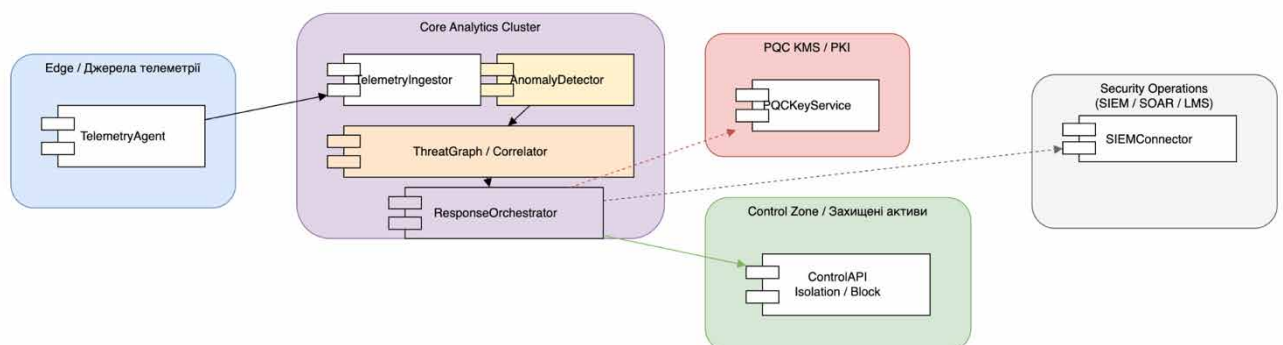 Core Analytics Cluster
Edge / Джерела телеметрії
TelemetryAgent
TelemetryIngestor
AnomalyDetector
ThreatGraph / Correlator
ResponseOrchestrator
PQC KMS / PKI
PQCKeyService
Security Operations
(SIEM / SOAR / LMS)
SIEMConnector
Control Zone / Захищені активи
ControlAPI
Isolation / Block